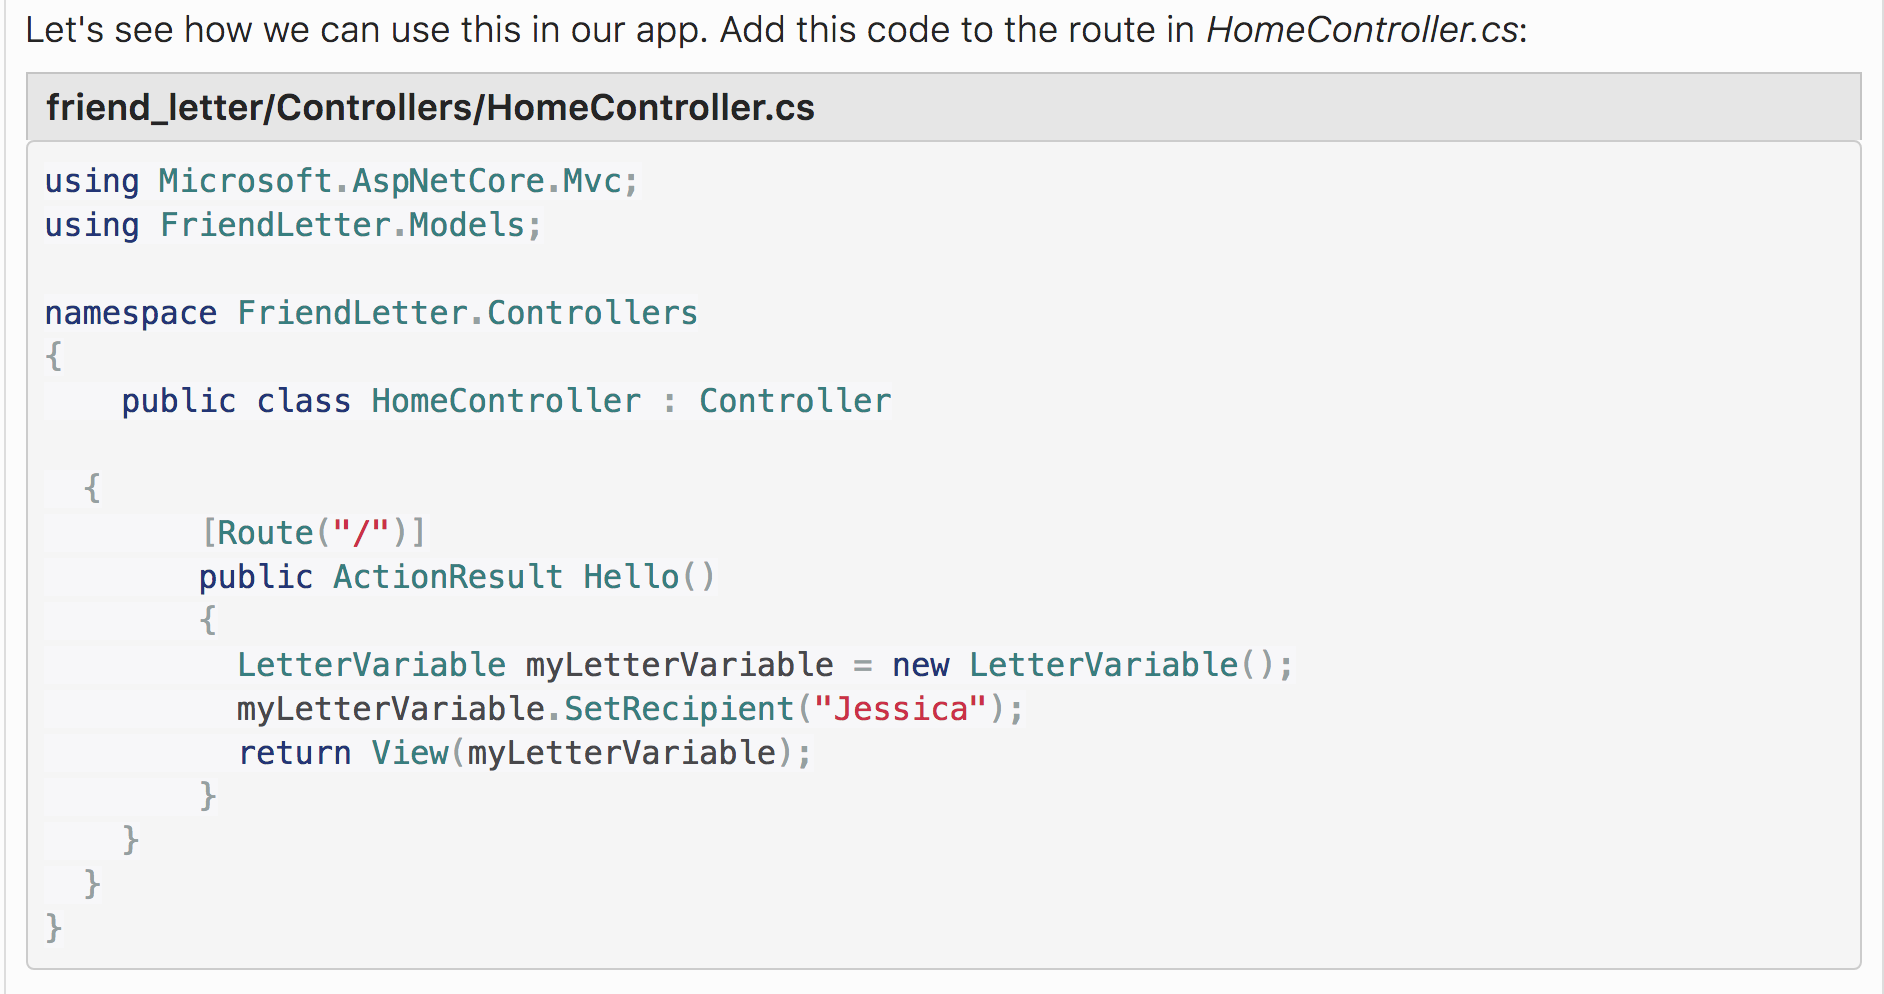 Let's see how we can use this in our app. Add this code to the route in HomeController.cs:
friend_letter/Controllers/HomeController.cs
using Microsoft.AspNetCore.Mvc;
using FriendLetter.Models;

namespace FriendLetter.Controllers
{
    public class HomeController : Controller

  {
        [Route("/")]
        public ActionResult Hello()
        {
          LetterVariable myLetterVariable = new LetterVariable();
          myLetterVariable.SetRecipient("Jessica");
          return View(myLetterVariable);
        }
    }
  }
}